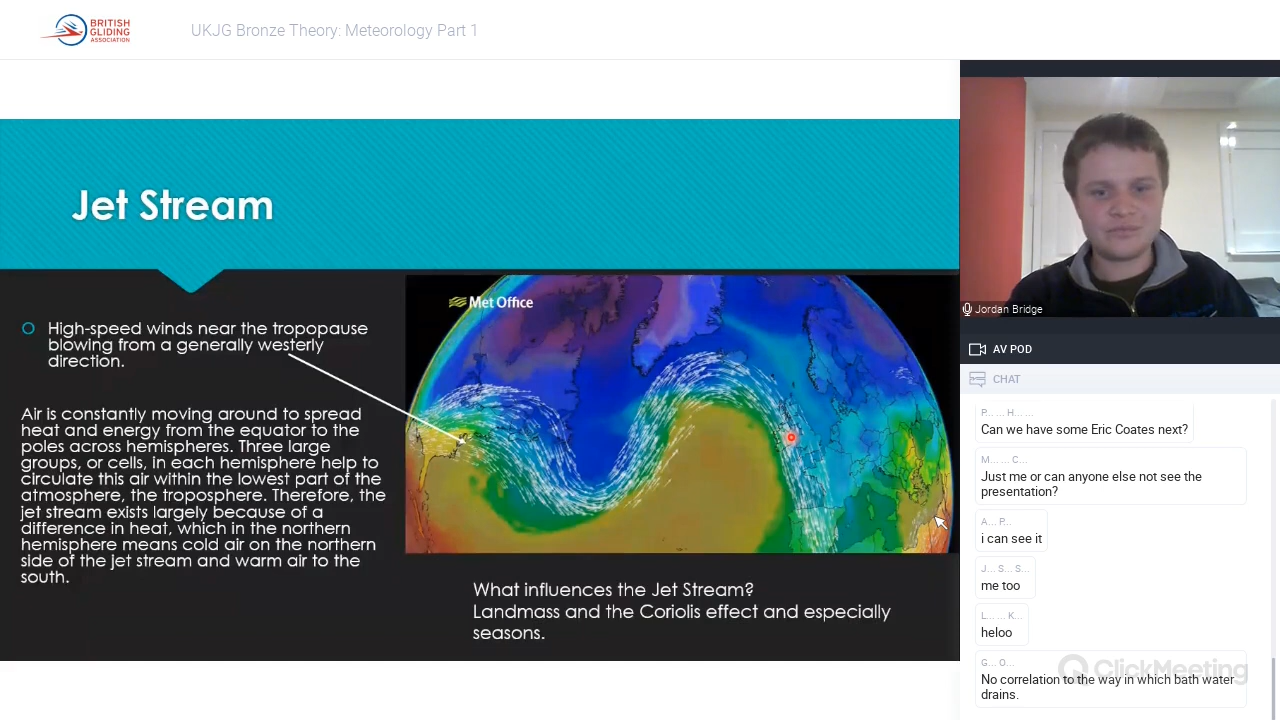 BRITISH
GLIDING
ASSOCIATION
UKJG Bronze Theory: Meteorology Part 1
Jet Stream
High-speed winds near the tropopause
blowing from a generally westerly
direction.
Air is constantly moving around to spread
heat and energy from the equator to the
poles across hemispheres. Three large
groups, or cells, in each hemisphere help to
circulate this air within the lowest part of the
atmosphere, the troposphere. Therefore, the
jet stream exists largely because of a
difference in heat, which in the northern
hemisphere means cold air on the northern
side of the jet stream and warm air to the
south.
Met Office
What influences the Jet Stream?
Landmass and the Coriolis effect and especially
seasons.
Jordan Bridge
AV POD
CHAT
P... ... H... ...
Can we have some Eric Coates next?
M... ... C...
Just me or can anyone else not see the
presentation?
A... P...
i can see it
J... S... S...
me too
L... ... K...
heloo
G... O...
No correlation to the way in which bath water
drains.
ClickMeeting